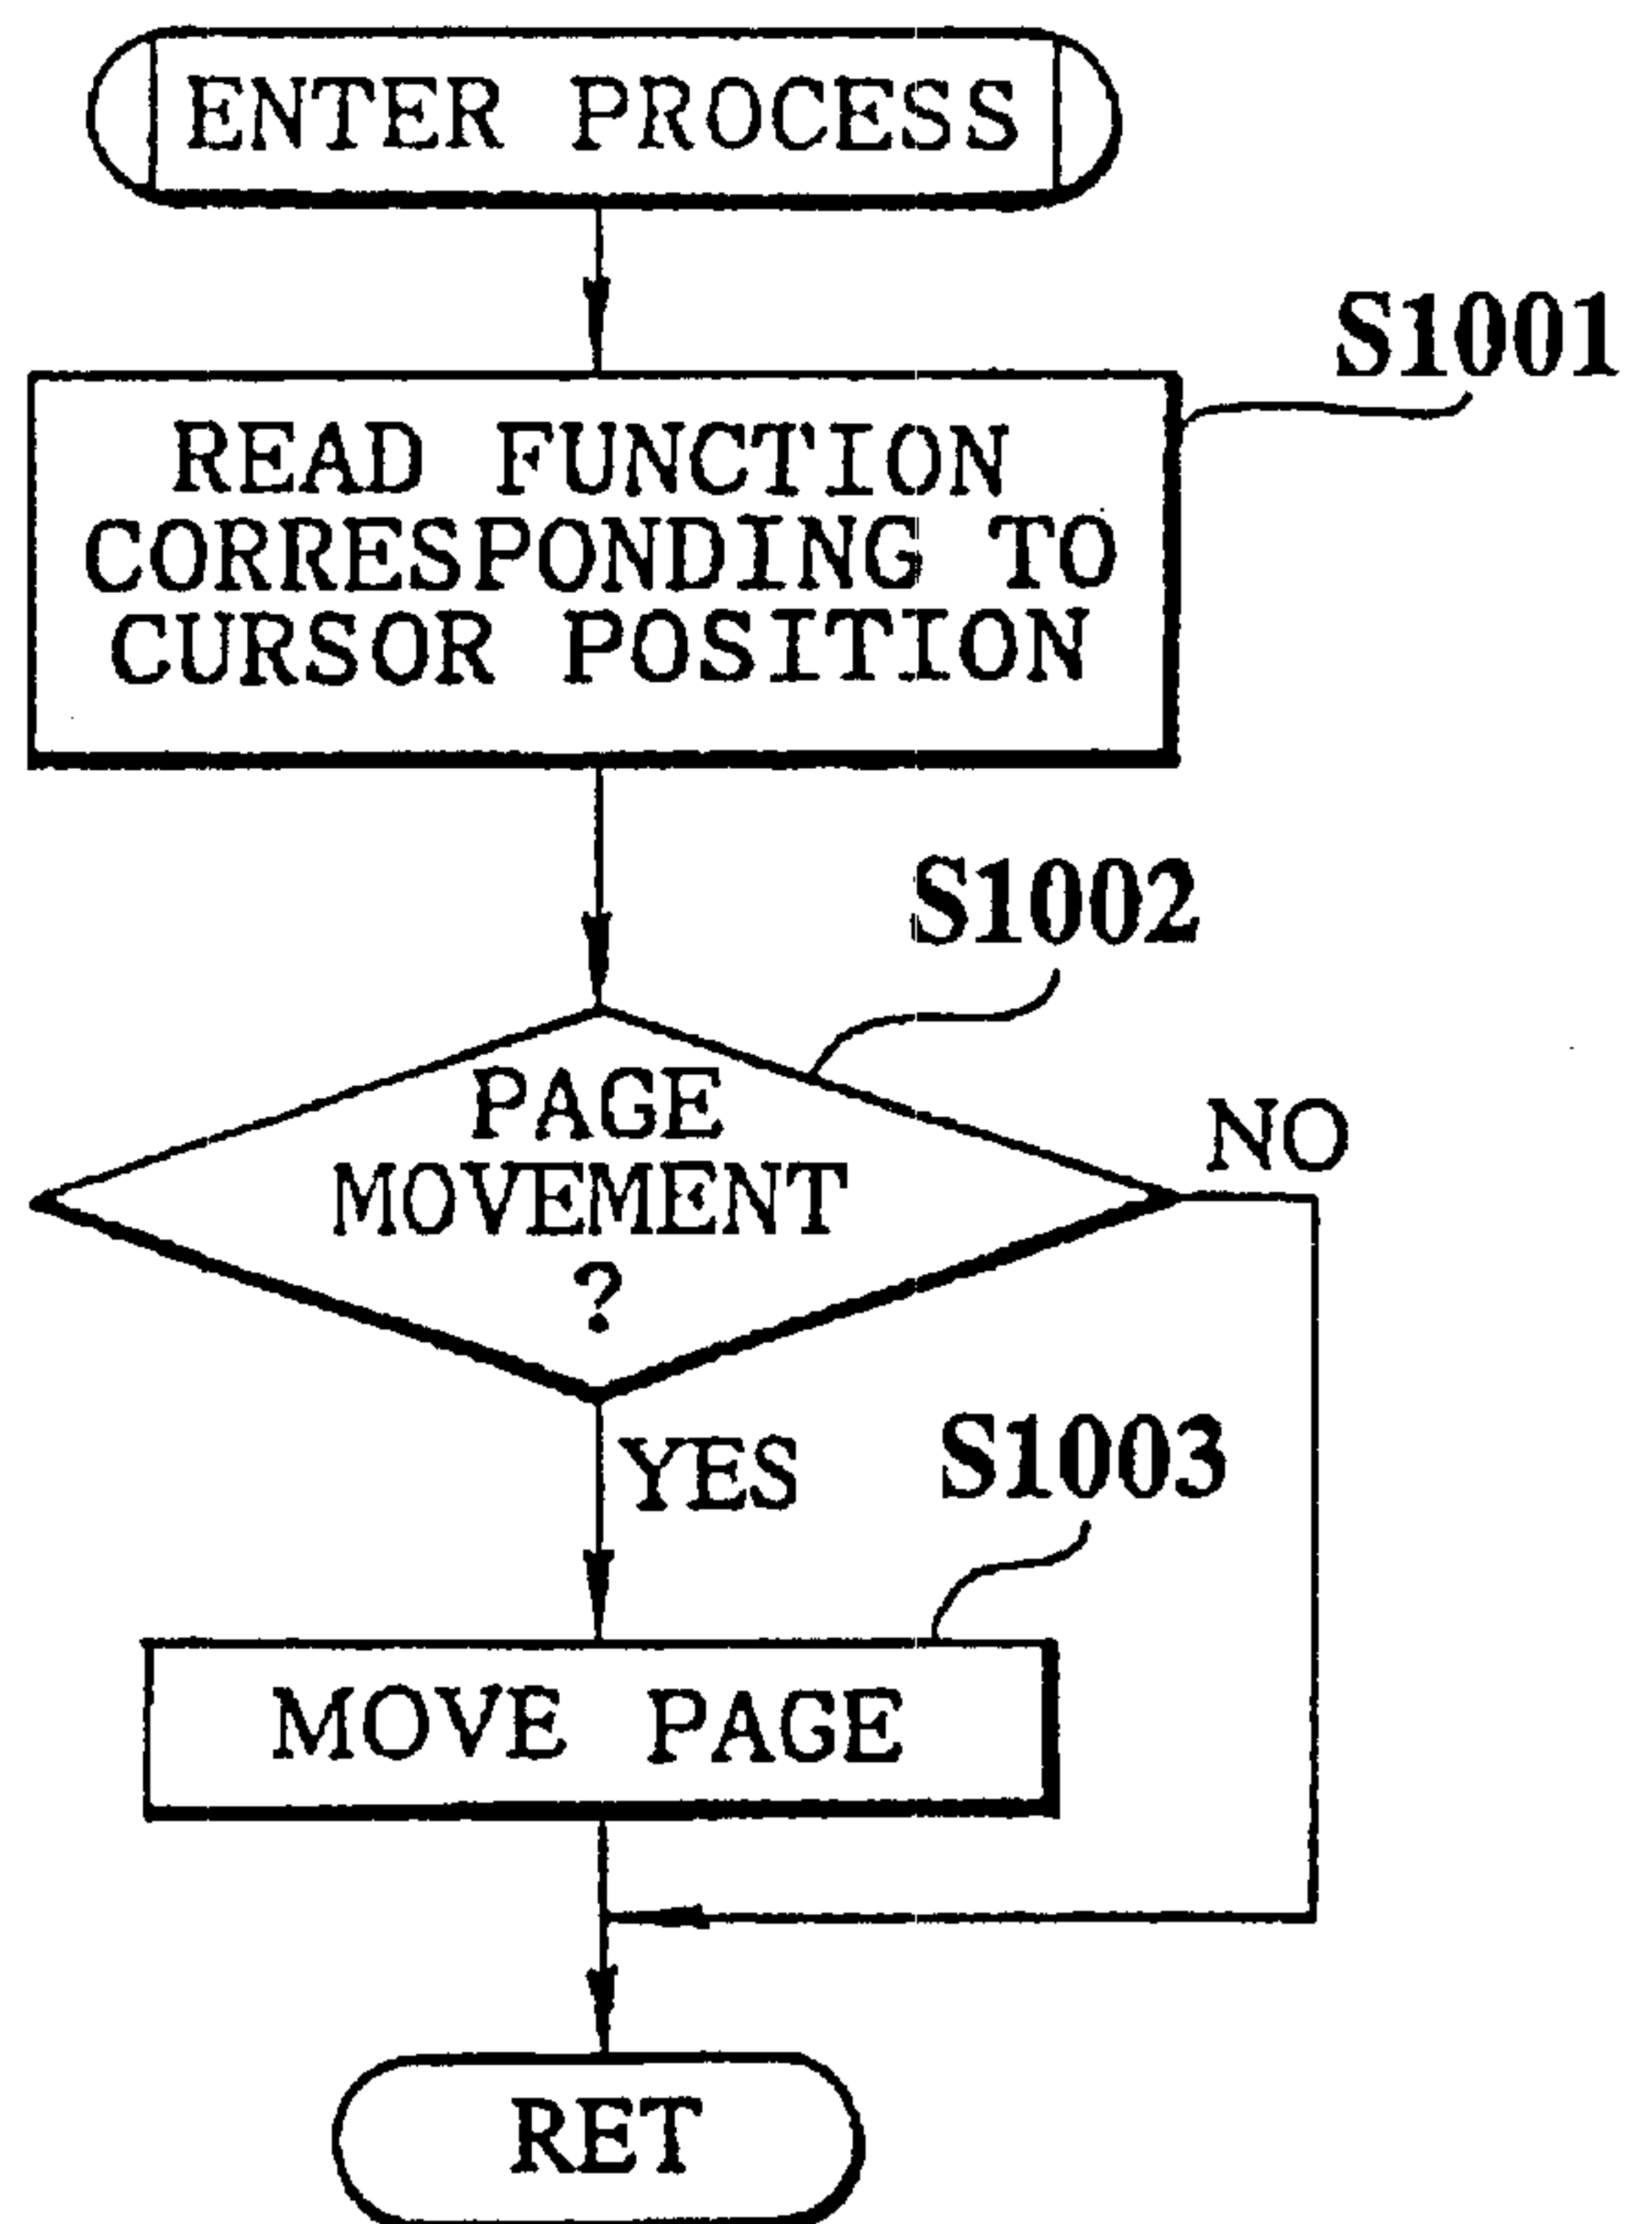 ENTER PROCESS
S1001
READ FUNCTION
CORRESPONDING TO
CURSOR POSITION
S1002
PAGE
MOVEMENT
?
NO
YES
S1003
MOVE PAGE
RET